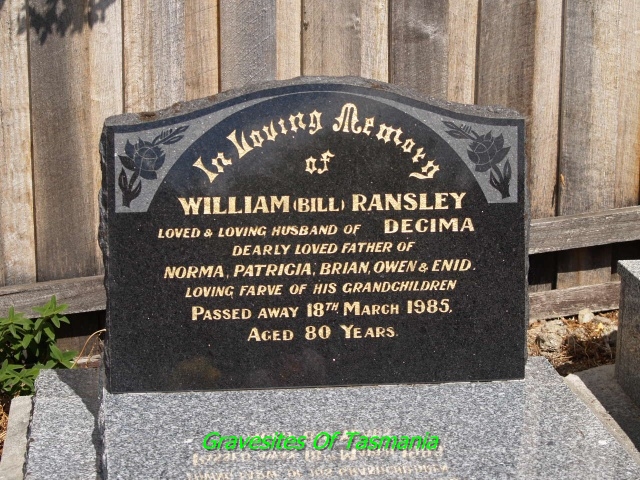 In Loving Memory
of
WILLIAM (BILL) RANSLEY
LOVED & LOVING HUSBAND OF DECIMA
DEARLY LOVED FATHER OF
NORMA, PATRICIA, BRIAN, OWEN & ENID.
LOVING FARVE OF HIS GRANDCHILDREN
PASSED AWAY 18TH MARCH 1985,
AGED 80 YEARS.
Gravesites Of Tasmania